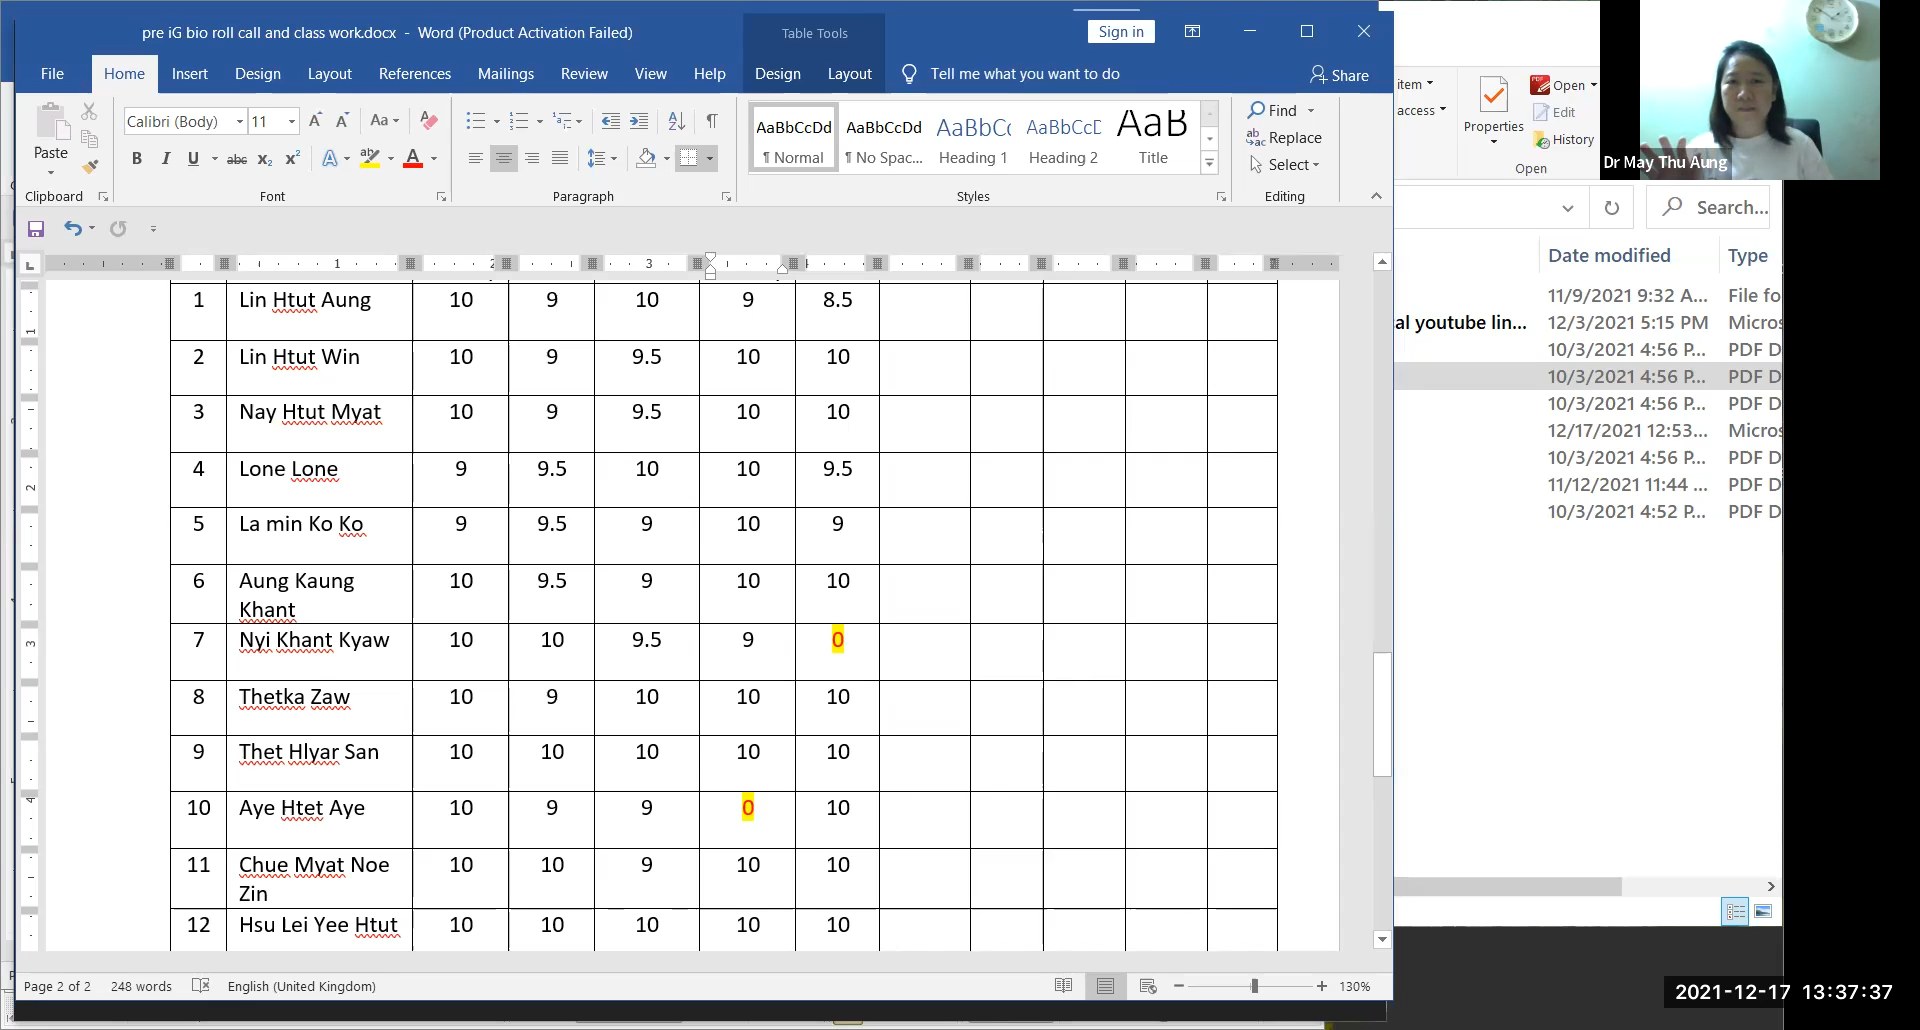 pre iG bio roll call and class work.docx - Word (Product Activation Failed)
Table Tools
Sign in
File Home Insert Design Layout References Mailings Review View Help Design Layout Tell me what you want to do Share
Paste
Calibri (Body) 11 Aa
AaBbCcDd AaBbCcDd AaBbCc AaBbCcD AaB
¶ Normal ¶ No Spac... Heading 1 Heading 2 Title
Find
Replace
Select
Clipboard Font Paragraph Styles Editing
item
access
Properties
Open
Edit
History
Open
Dr May Thu Aung
Search...
Date modified Type
11/9/2021 9:32 A... File fo
al youtube lin... 12/3/2021 5:15 PM Micros
10/3/2021 4:56 P... PDF D
10/3/2021 4:56 P... PDF D
10/3/2021 4:56 P... PDF D
12/17/2021 12:53... Micros
10/3/2021 4:56 P... PDF D
11/12/2021 11:44 ... PDF D
10/3/2021 4:52 P... PDF D
1 Lin Htut Aung 10 9 10 9 8.5
2 Lin Htut Win 10 9 9.5 10 10
3 Nay Htut Myat 10 9 9.5 10 10
4 Lone Lone 9 9.5 10 10 9.5
5 La min Ko Ko 9 9.5 9 10 9
6 Aung Kaung 10 9.5 9 10 10
Khant
7 Nyi Khant Kyaw 10 10 9.5 9 0
8 Thetka Zaw 10 9 10 10 10
9 Thet Hlyar San 10 10 10 10 10
10 Aye Htet Aye 10 9 9 0 10
11 Chue Myat Noe 10 10 9 10 10
Zin
12 Hsu Lei Yee Htut 10 10 10 10 10
Page 2 of 2 248 words English (United Kingdom) 130%
2021-12-17 13:37:37